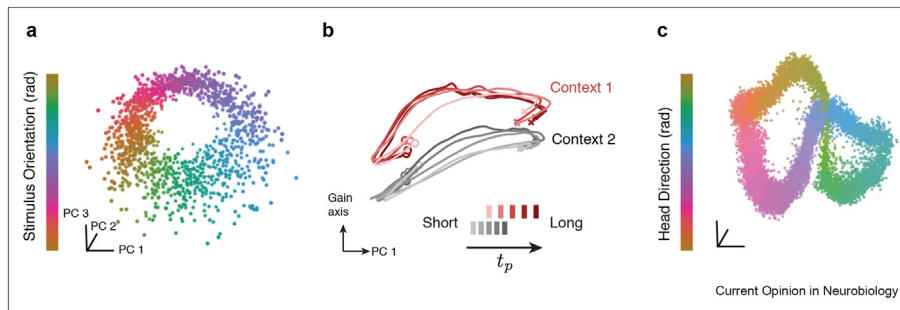 a
Stimulus Orientation (rad)
PC 3
PC 2
PC 1
b
Context 1
Context 2
Gain
axis
PC 1
Short
Long
tp
c
Head Direction (rad)
Current Opinion in Neurobiology